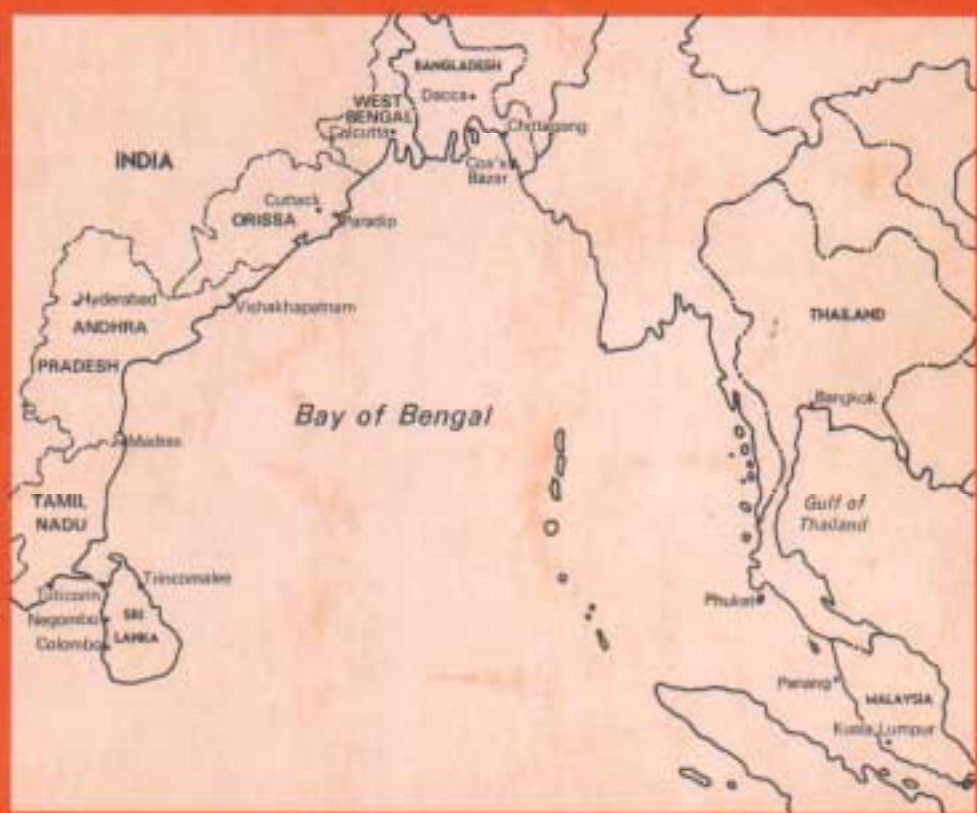 BANGLADESH
Dacca
WEST
BENGAL
Calcutta
Chittagong
Cox's
Bazar
INDIA
Cuttack
ORISSA
Paradip
Hyderabad
Vishakhapatnam
ANDHRA
PRADESH
THAILAND
Bangkok
Bay of Bengal
Madras
TAMIL
NADU
Gulf of
Thailand
Trincomalee
Tuticorin
Phuket
Negombo
SRI
LANKA
Colombo
Penang
MALAYSIA
Kuala Lumpur